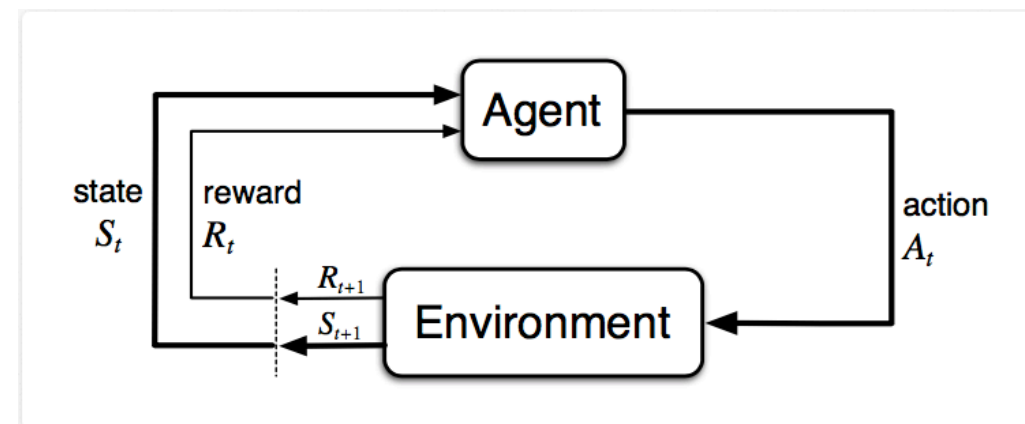 Agent
state
S_t
reward
R_t
action
A_t
R_{t+1}
S_{t+1}
Environment